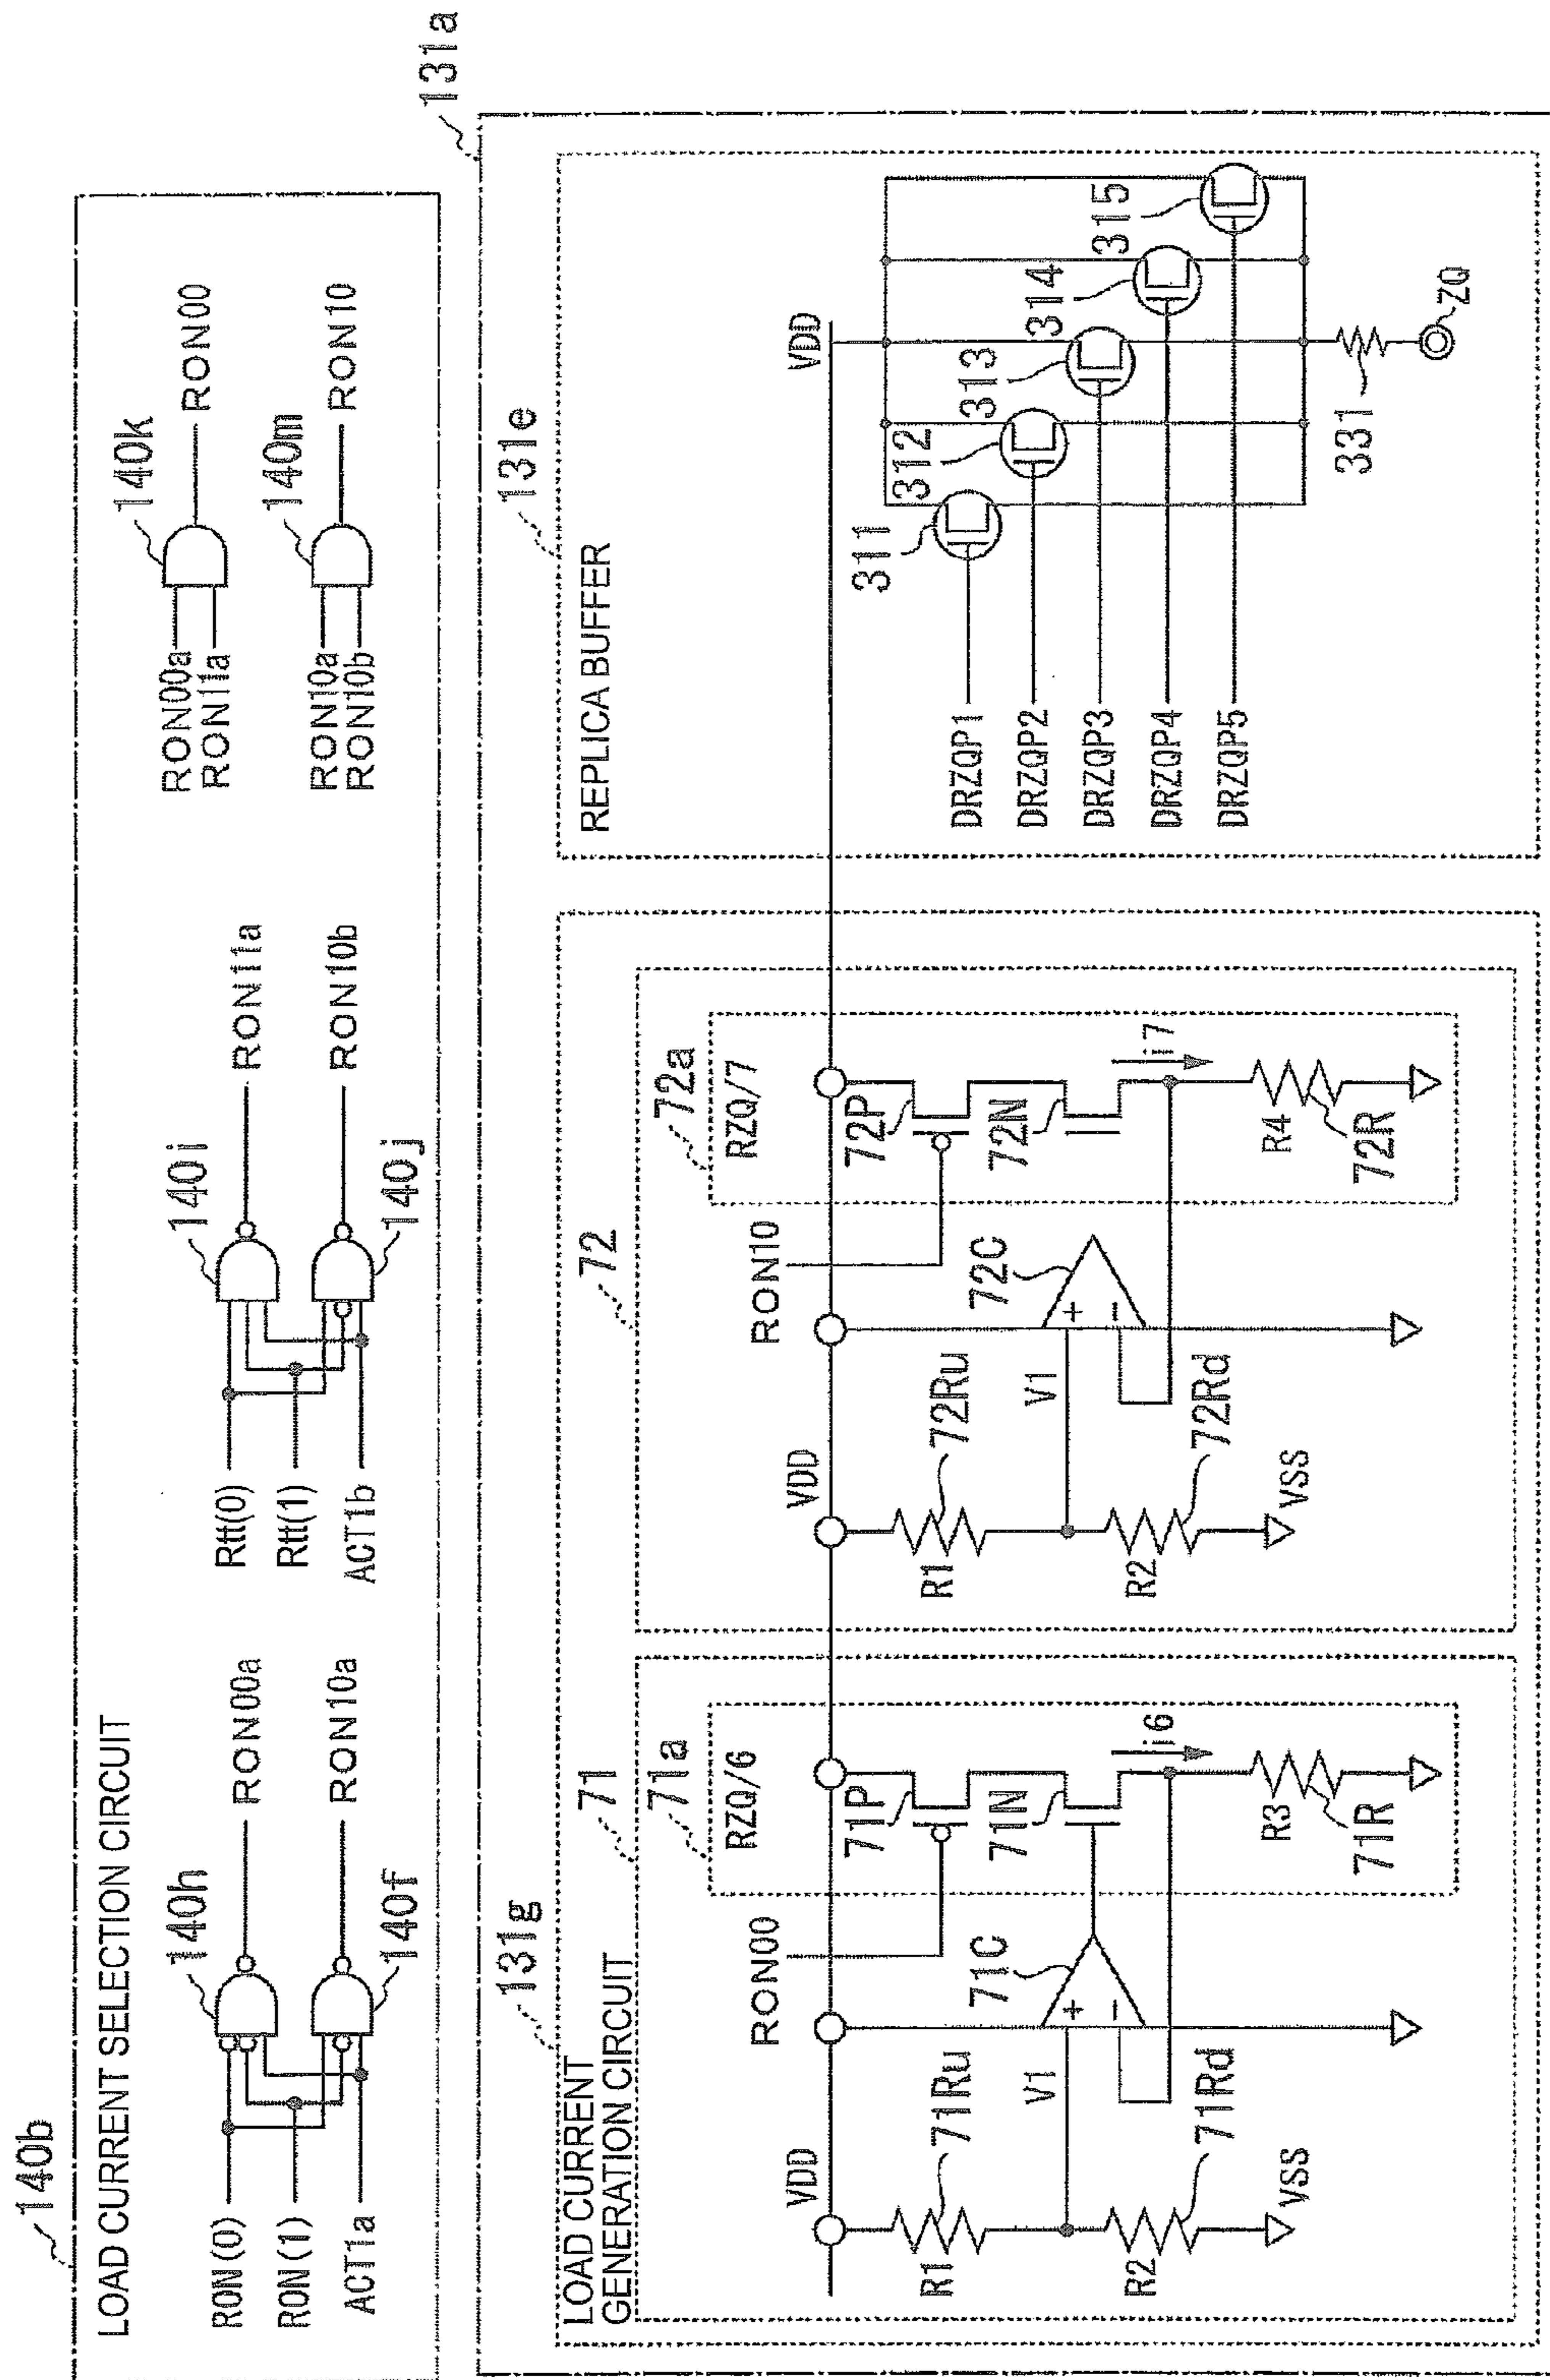 140b
LOAD CURRENT SELECTION CIRCUIT
RON(0)
RON(1)
ACT1a
140h
140f
RON00a
RON10a
Rtt(0)
Rtt(1)
ACT1b
140i
140j
RON11a
RON10b
RON00a
RON11a
RON10a
RON10b
140k
140m
RON00
RON10
131a
131g
LOAD CURRENT
GENERATION CIRCUIT
71
71a
RZQ/6
VDD
RON00
71P
71N
i6
R1
71Ru
V1
71C
+
-
R2
71Rd
VSS
R3
71R
72
72a
RZQ/7
VDD
RON10
72P
72N
i7
R1
72Ru
V1
72C
+
-
R2
72Rd
VSS
R4
72R
131e
REPLICA BUFFER
VDD
311
312
313
314
315
DRZQP1
DRZQP2
DRZQP3
DRZQP4
DRZQP5
331
ZQ